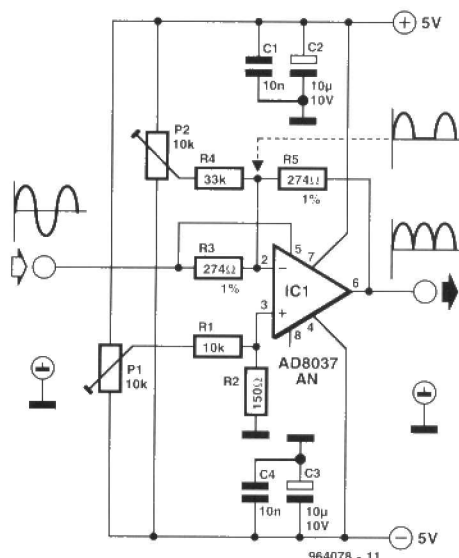 + 5V
C1
C2
10n
10µ
10V
P2
10k
R4
33k
R5
274Ω
1%
R3
274Ω
1%
5
7
2
−
IC1
6
3
+
4
8
AD8037
AN
R1
10k
P1
10k
R2
150Ω
C4
C3
10n
10µ
10V
− 5V
964078 - 11